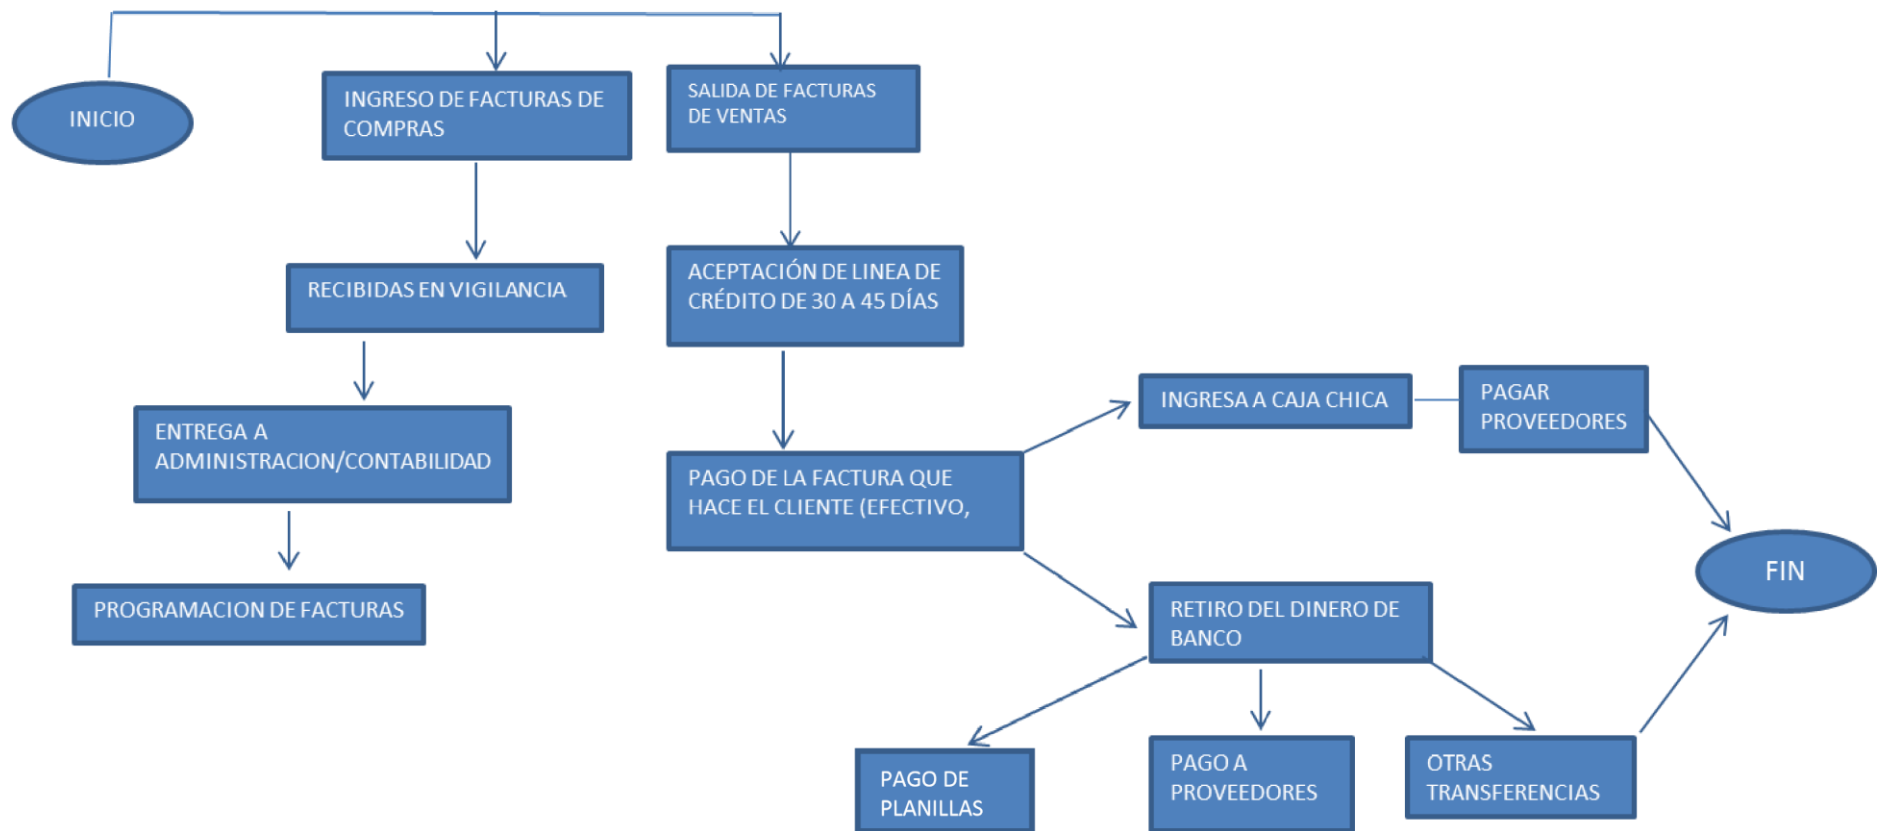 INICIO
INGRESO DE FACTURAS DE
COMPRAS
SALIDA DE FACTURAS
DE VENTAS
RECIBIDAS EN VIGILANCIA
ACEPTACIÓN DE LINEA DE
CRÉDITO DE 30 A 45 DÍAS
ENTREGA A
ADMINISTRACION/CONTABILIDAD
PAGO DE LA FACTURA QUE
HACE EL CLIENTE (EFECTIVO,
INGRESA A CAJA CHICA
PAGAR
PROVEEDORES
PROGRAMACION DE FACTURAS
RETIRO DEL DINERO DE
BANCO
FIN
PAGO DE
PLANILLAS
PAGO A
PROVEEDORES
OTRAS
TRANSFERENCIAS